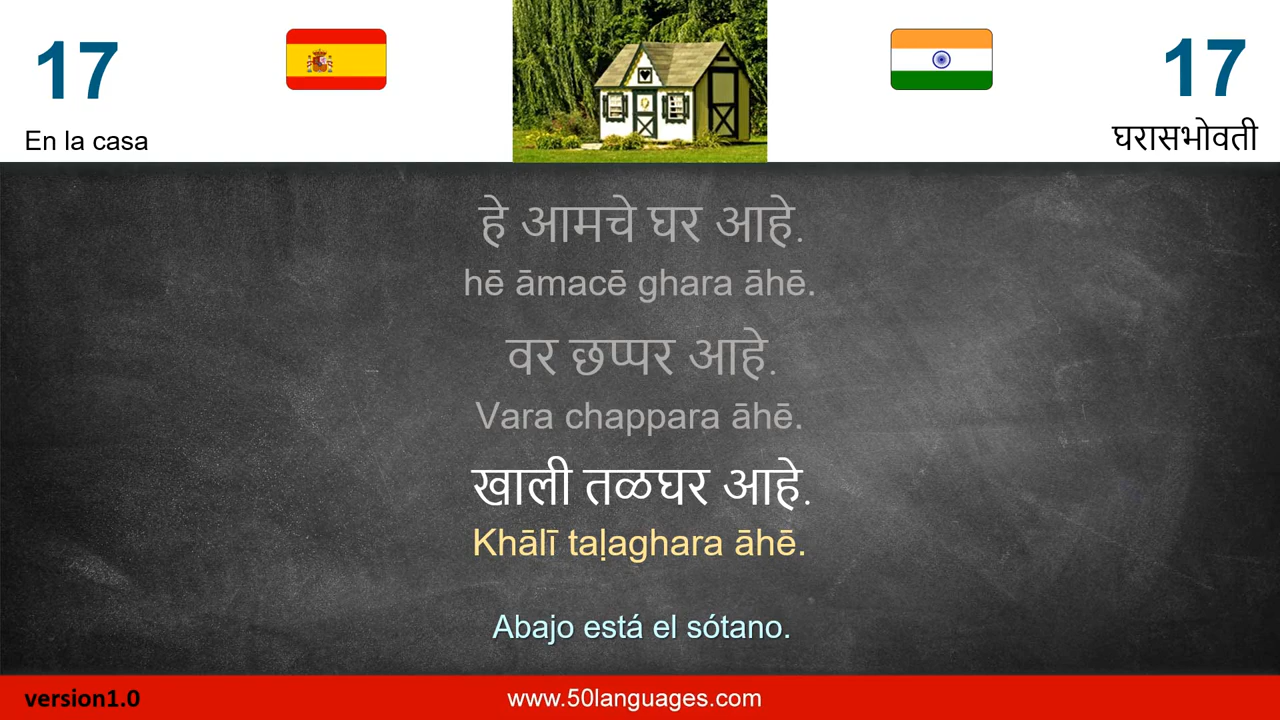 17
17
En la casa
घरासभोवती
हे आमचे घर आहे.
hē āmacē ghara āhē.
वर छप्पर आहे.
Vara chappara āhē.
खाली तळघर आहे.
Khālī taḷaghara āhē.
Abajo está el sótano.
version1.0
www.50languages.com